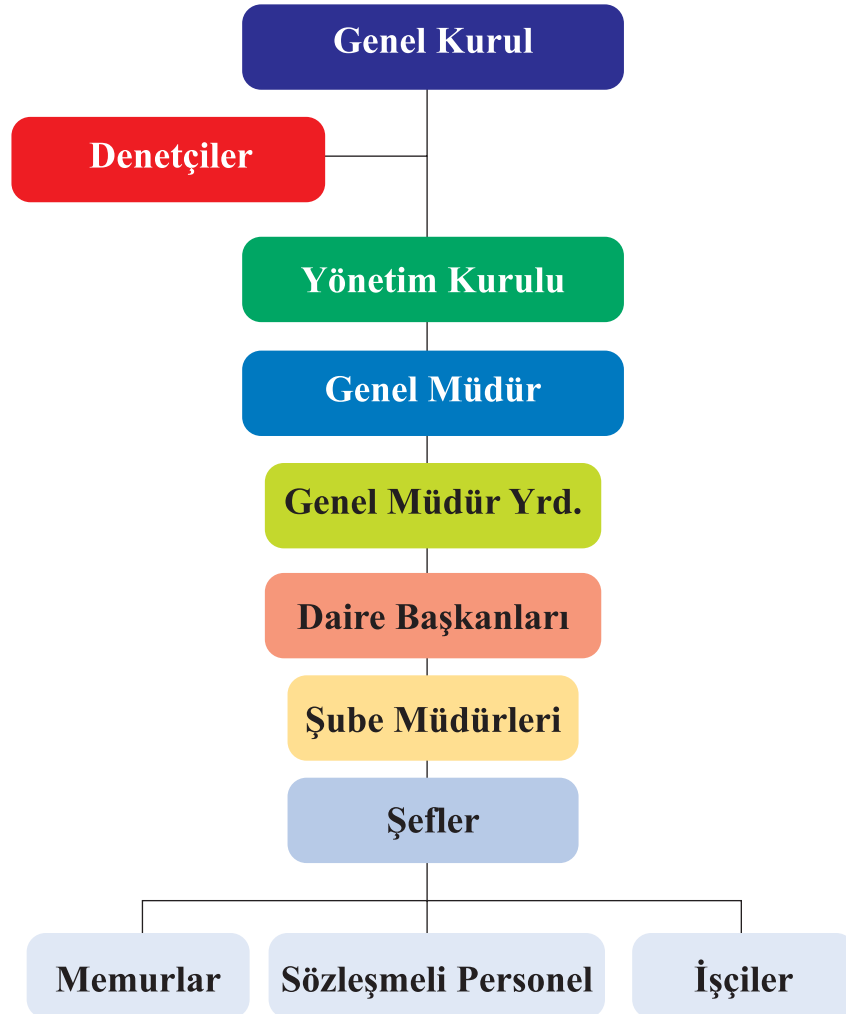 Genel Kurul
Denetçiler
Yönetim Kurulu
Genel Müdür
Genel Müdür Yrd.
Daire Başkanları
Şube Müdürleri
Şefler
Memurlar
Sözleşmeli Personel
İşçiler